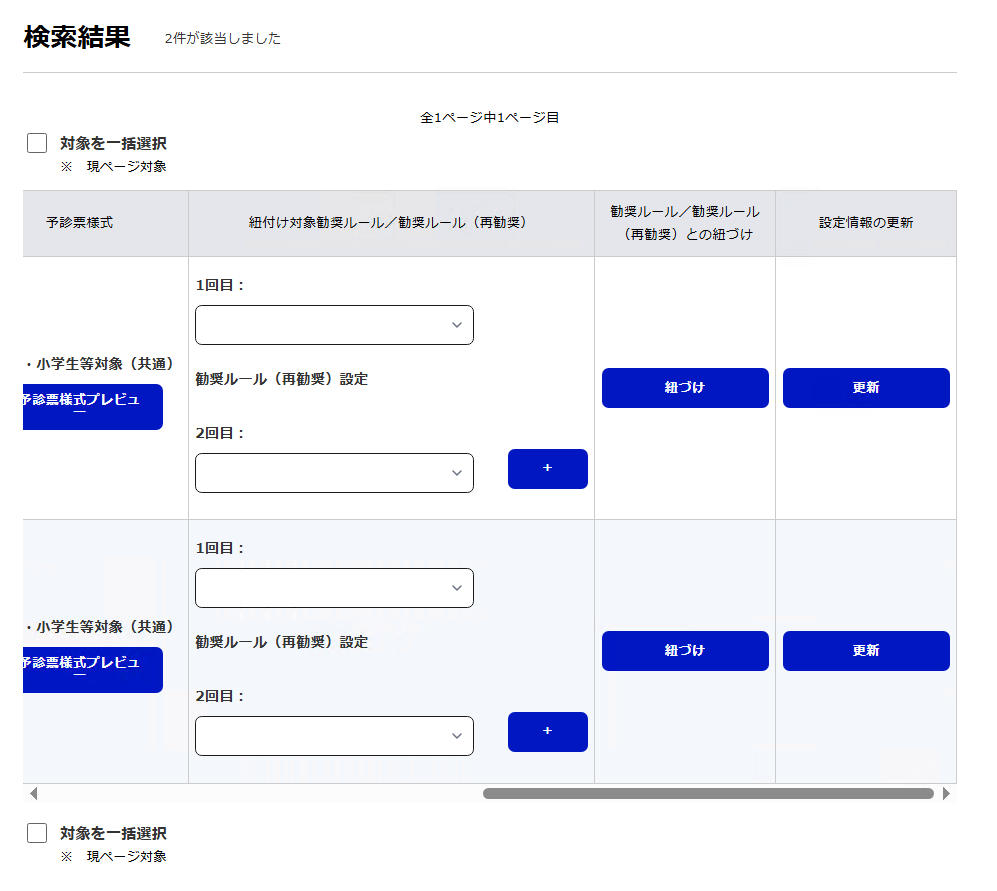 検索結果
2件が該当しました
全1ページ中1ページ目
対象を一括選択
※ 現ページ対象
予診票様式
紐付け対象勧奨ルール／勧奨ルール（再勧奨）
勧奨ルール／勧奨ルール
（再勧奨）との紐づけ
設定情報の更新
・小学生等対象（共通）
予診票様式プレビュ
ー
1回目：
勧奨ルール（再勧奨）設定
2回目：
+
紐づけ
更新
・小学生等対象（共通）
予診票様式プレビュ
ー
1回目：
勧奨ルール（再勧奨）設定
2回目：
+
紐づけ
更新
対象を一括選択
※ 現ページ対象